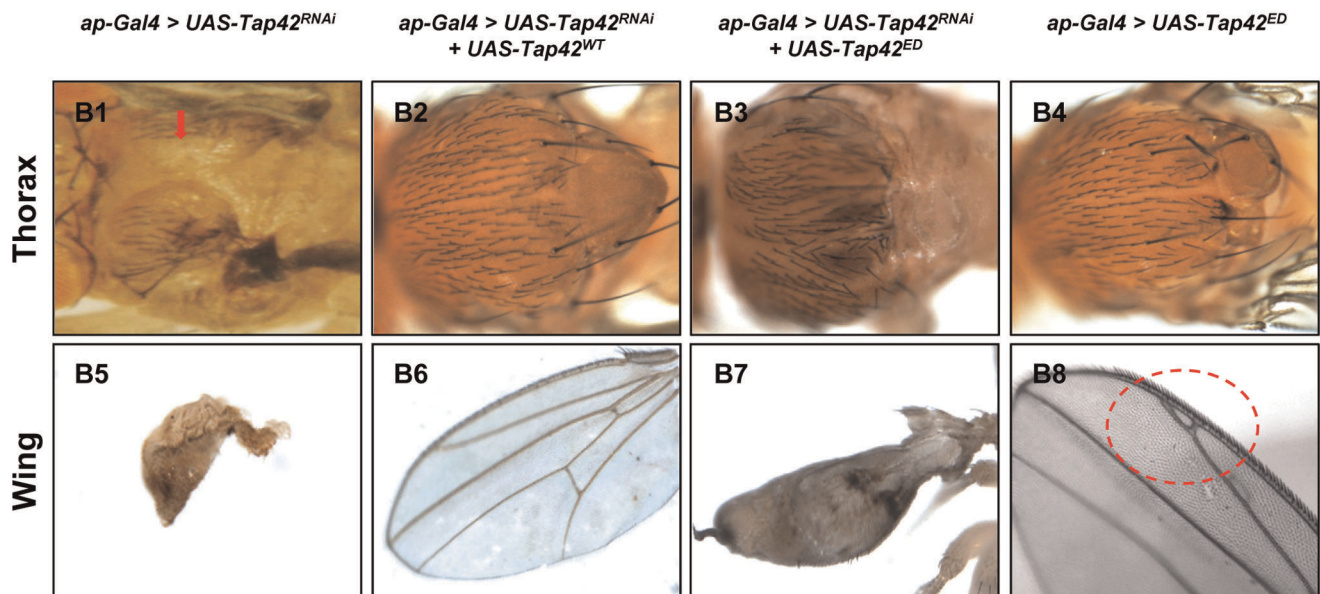 ap-Gal4 > UAS-Tap42RNAi
ap-Gal4 > UAS-Tap42RNAi
+ UAS-Tap42WT
ap-Gal4 > UAS-Tap42RNAi
+ UAS-Tap42ED
ap-Gal4 > UAS-Tap42ED
Thorax
B1
B2
B3
B4
Wing
B5
B6
B7
B8